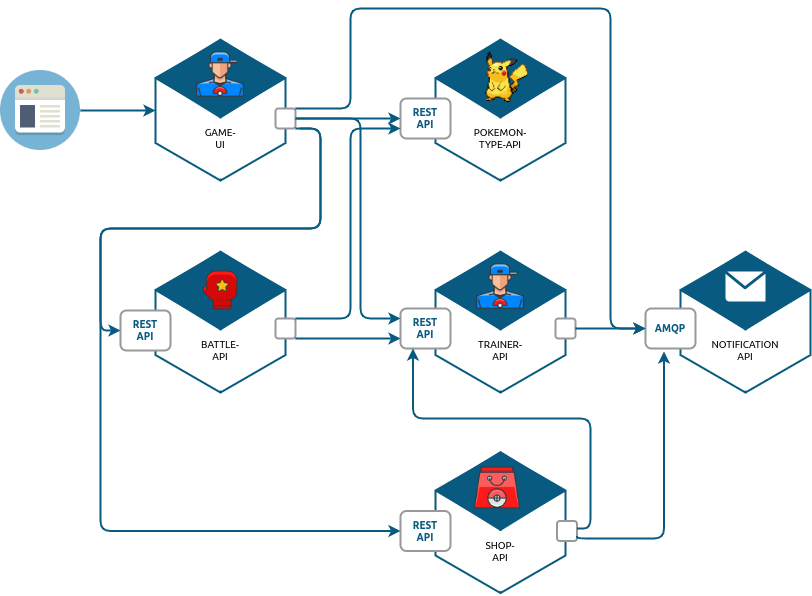 GAME-
UI
REST
API
POKEMON-
TYPE-API
REST
API
BATTLE-
API
REST
API
TRAINER-
API
AMQP
NOTIFICATION
API
REST
API
SHOP-
API